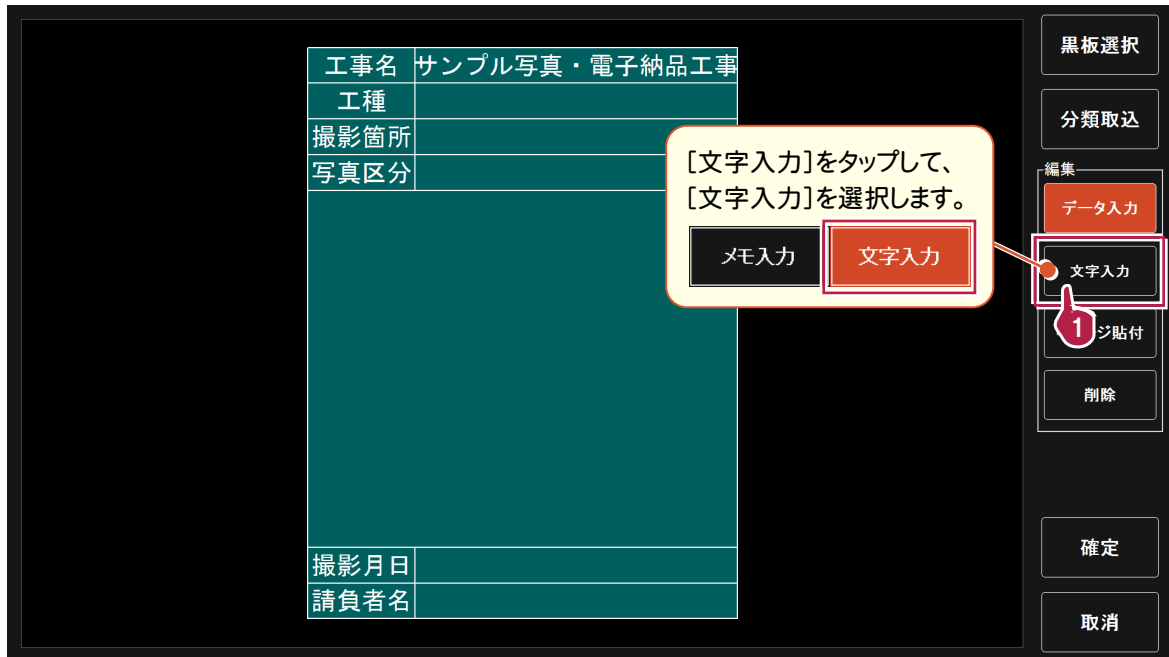 工事名 サンプル写真・電子納品工事
工種
撮影箇所
写真区分
撮影月日
請負者名
[文字入力]をタップして、
[文字入力]を選択します。
メモ入力 文字入力
黒板選択
分類取込
編集
データ入力
文字入力
1
ジ貼付
削除
確定
取消